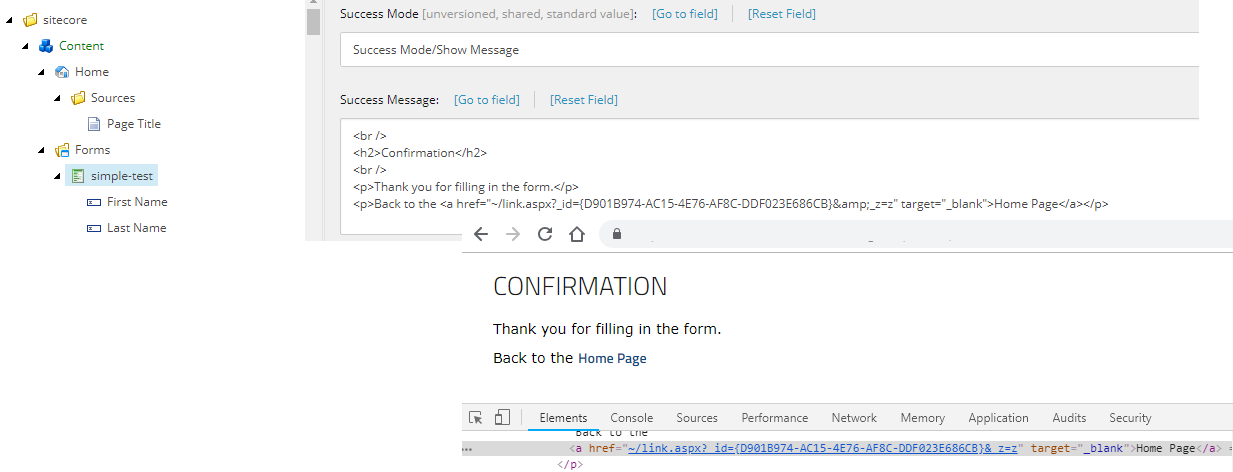 sitecore
Content
Home
Sources
Page Title
Forms
simple-test
First Name
Last Name
Success Mode [unversioned, shared, standard value]: [Go to field] [Reset Field]
Success Mode/Show Message
Success Message: [Go to field] [Reset Field]
<br />
<h2>Confirmation</h2>
<br />
<p>Thank you for filling in the form.</p>
<p>Back to the <a href="~/link.aspx?_id={D901B974-AC15-4E76-AF8C-DDF023E686CB}&amp;_z=z" target="_blank">Home Page</a></p>
CONFIRMATION
Thank you for filling in the form.
Back to the Home Page
Elements Console Sources Performance Network Memory Application Audits Security
"Back to the "
<a href="~/link.aspx?_id={D901B974-AC15-4E76-AF8C-DDF023E686CB}&_z=z" target="_blank">Home Page</a> =
</p>